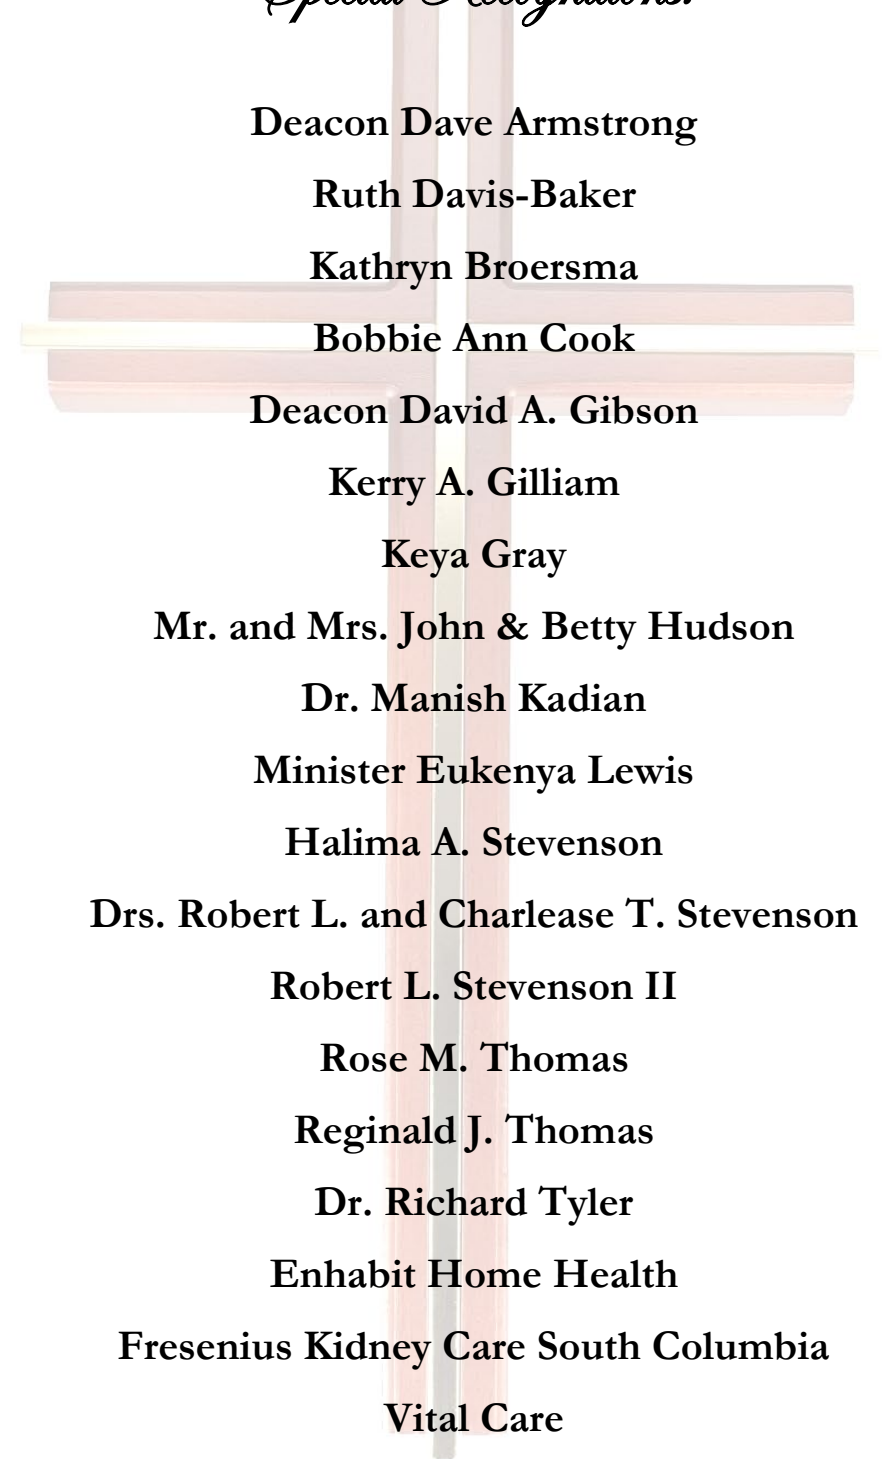 Special Recognitions:
Deacon Dave Armstrong
Ruth Davis-Baker
Kathryn Broersma
Bobbie Ann Cook
Deacon David A. Gibson
Kerry A. Gilliam
Keya Gray
Mr. and Mrs. John & Betty Hudson
Dr. Manish Kadian
Minister Eukenya Lewis
Halima A. Stevenson
Drs. Robert L. and Charlease T. Stevenson
Robert L. Stevenson II
Rose M. Thomas
Reginald J. Thomas
Dr. Richard Tyler
Enhabit Home Health
Fresenius Kidney Care South Columbia
Vital Care